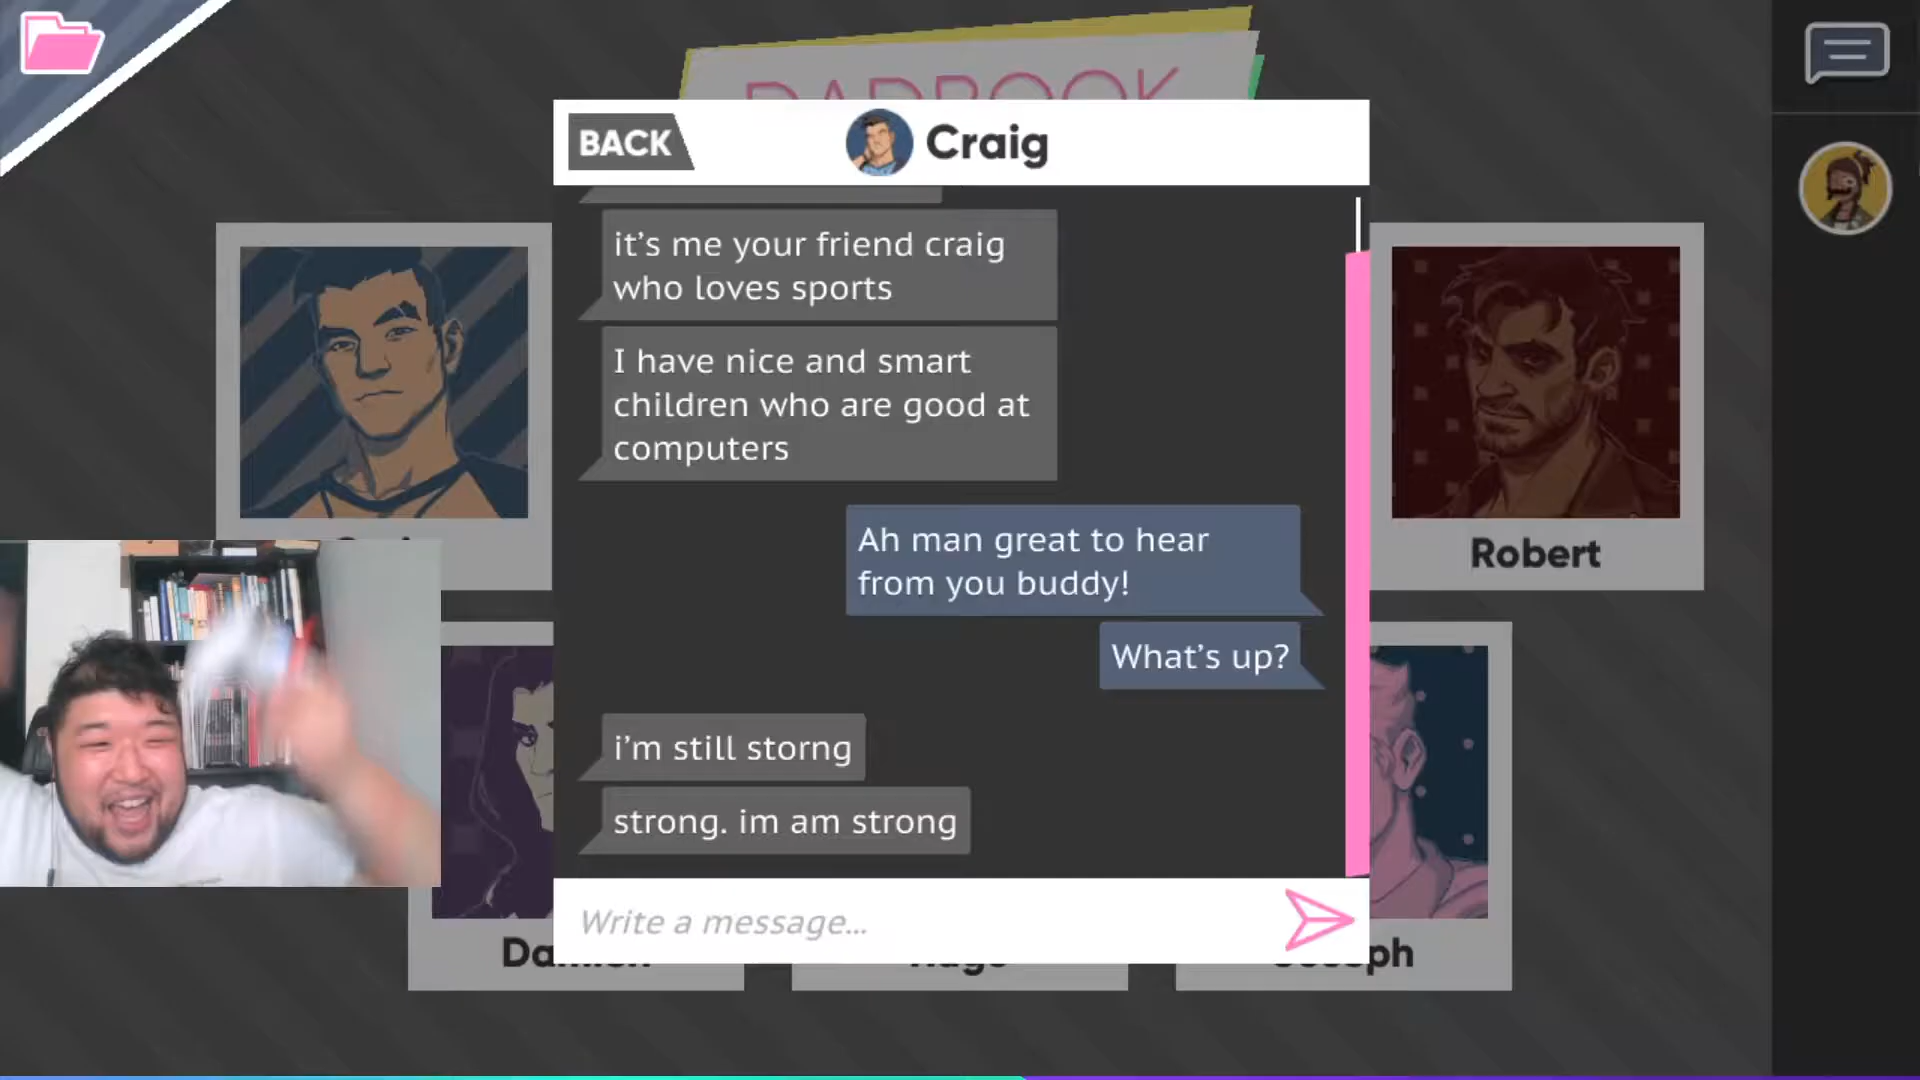 DADBOOK
BACK
Craig
it's me your friend craig
who loves sports
I have nice and smart
children who are good at
computers
Ah man great to hear
from you buddy!
What's up?
i'm still storng
strong. im am strong
Write a message...
Robert